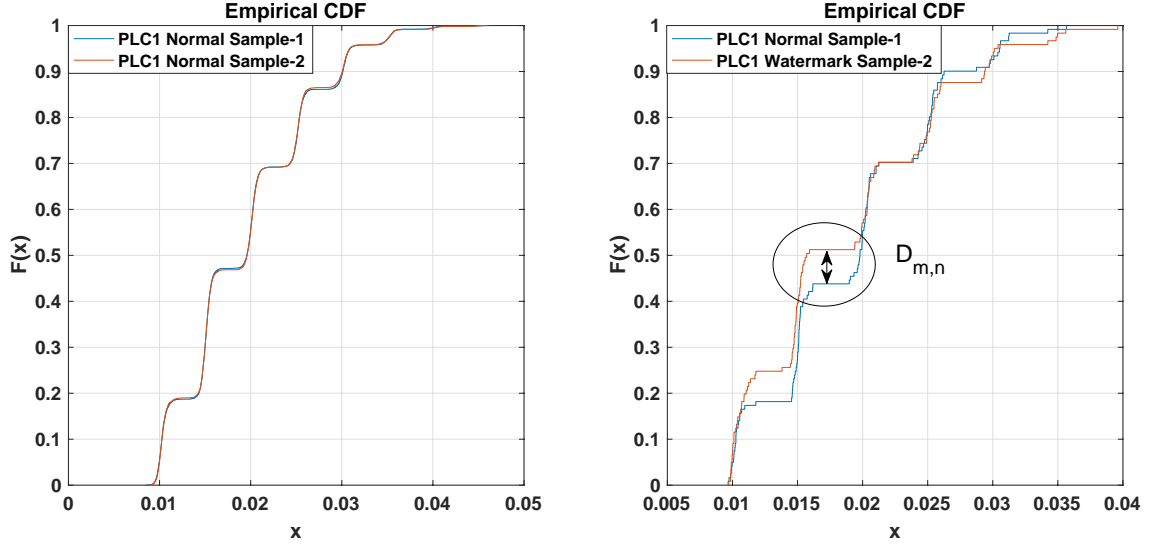 Empirical CDF
PLC1 Normal Sample-1
PLC1 Normal Sample-2
F(x)
1
0.9
0.8
0.7
0.6
0.5
0.4
0.3
0.2
0.1
0
0 0.01 0.02 0.03 0.04 0.05
x
Empirical CDF
PLC1 Normal Sample-1
PLC1 Watermark Sample-2
F(x)
1
0.9
0.8
0.7
0.6
0.5
0.4
0.3
0.2
0.1
0
D_{m,n}
0.005 0.01 0.015 0.02 0.025 0.03 0.035 0.04
x